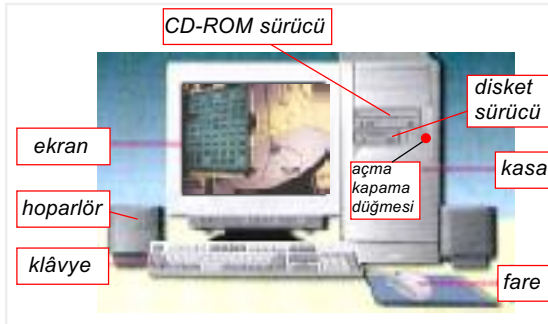 CD-ROM sürücü
disket
sürücü
ekran
açma
kapama
düğmesi
kasa
hoparlör
klâvye
fare